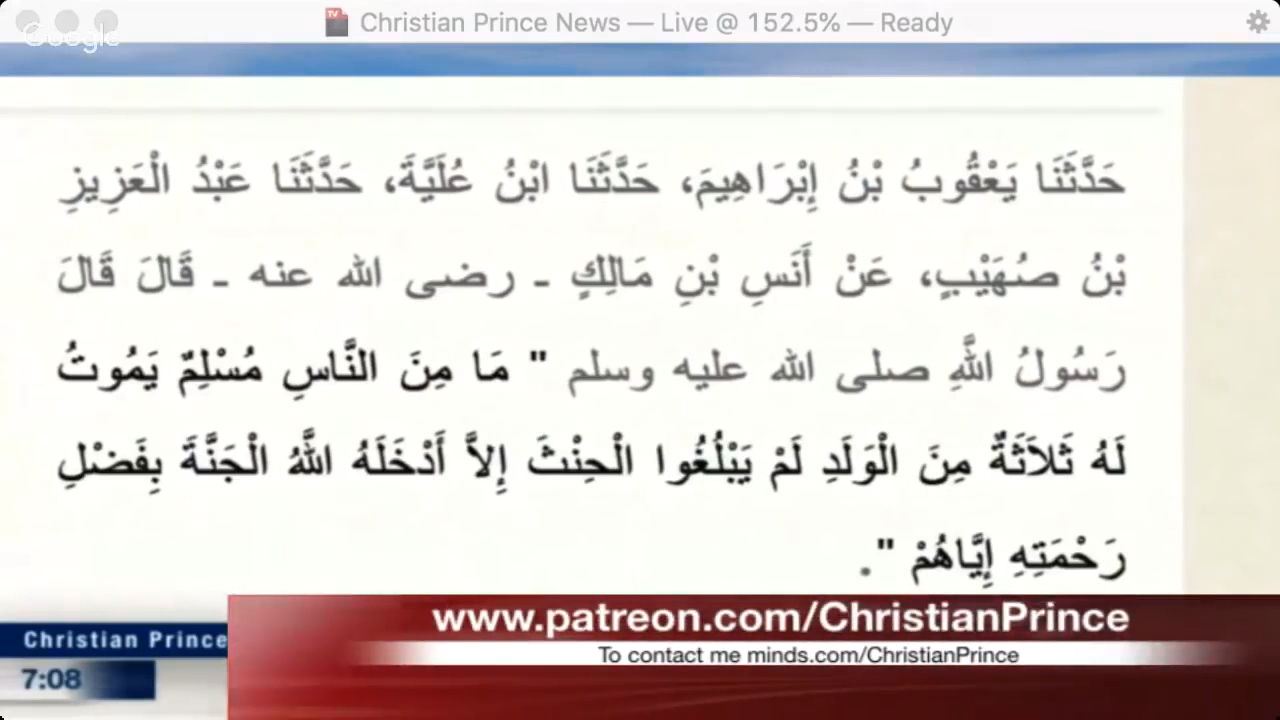 Christian Prince News — Live @ 152.5% — Ready
Google
حَدَّثَنَا يَعْقُوبُ بْنُ إِبْرَاهِيمَ، حَدَّثَنَا ابْنُ عُلَيَّةَ، حَدَّثَنَا عَبْدُ الْعَزِيزِ
بْنُ صُهَيْبٍ، عَنْ أَنَسِ بْنِ مَالِكٍ ـ رضى الله عنه ـ قَالَ قَالَ
رَسُولُ اللَّهِ صلى الله عليه وسلم " مَا مِنَ النَّاسِ مُسْلِمٌ يَمُوتُ
لَهُ ثَلاَثَةٌ مِنَ الْوَلَدِ لَمْ يَبْلُغُوا الْحِنْثَ إِلاَّ أَدْخَلَهُ اللَّهُ الْجَنَّةَ بِفَضْلِ
رَحْمَتِهِ إِيَّاهُمْ ".
www.patreon.com/ChristianPrince
Christian Prince
To contact me minds.com/ChristianPrince
7:08